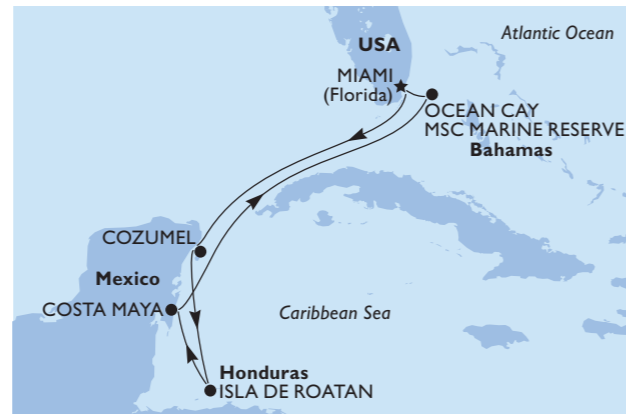 Atlantic Ocean
USA
MIAMI
(Florida)
OCEAN CAY
MSC MARINE RESERVE
Bahamas
COZUMEL
Mexico
COSTA MAYA
Caribbean Sea
Honduras
ISLA DE ROATAN